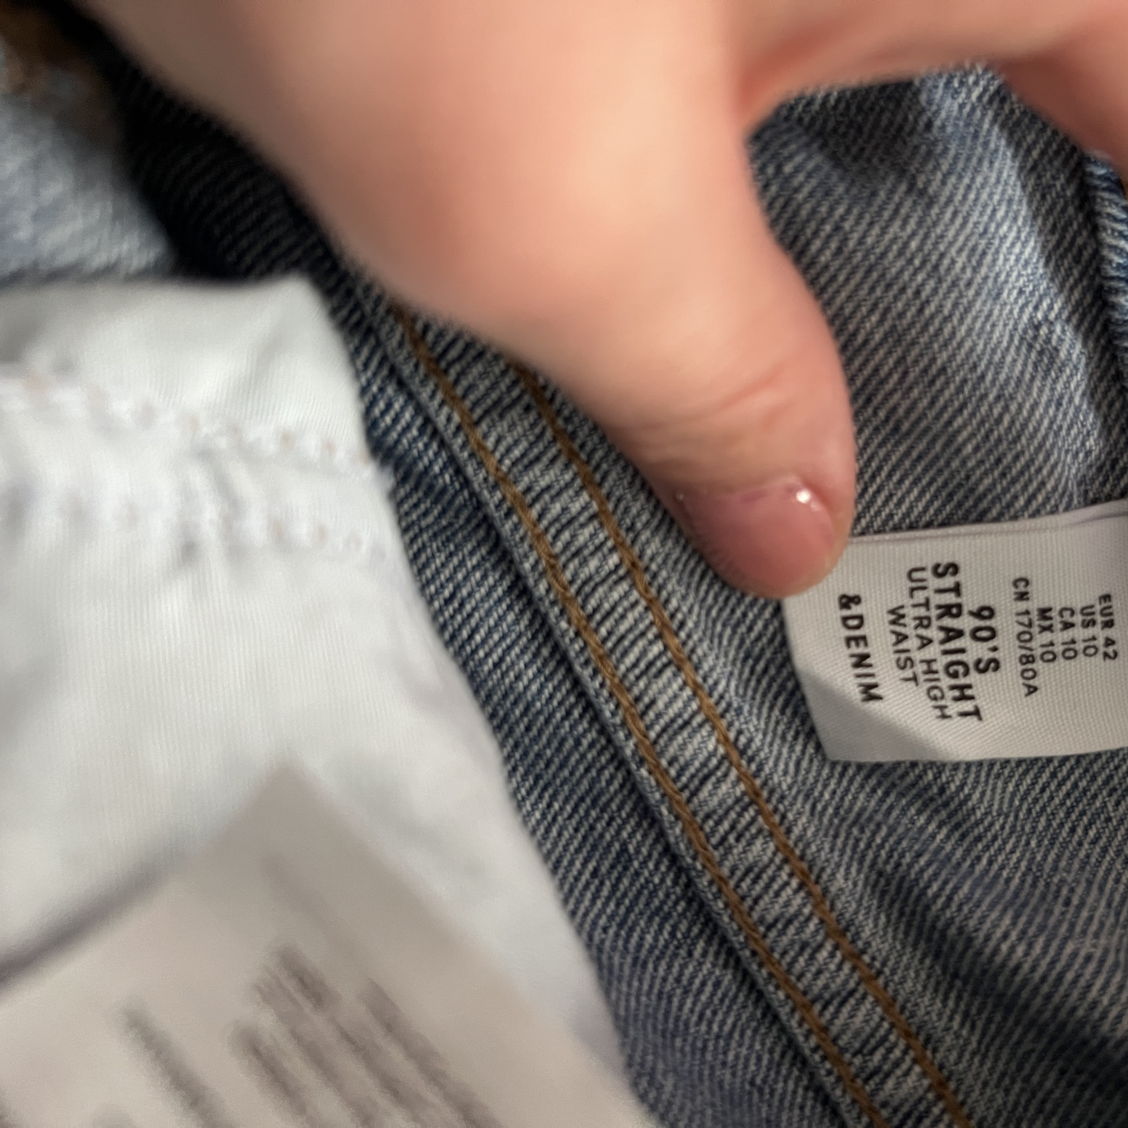 EUR 42
US 10
CA 10
MX 10
CN 170/80A
90'S
STRAIGHT
ULTRA HIGH
WAIST
&DENIM